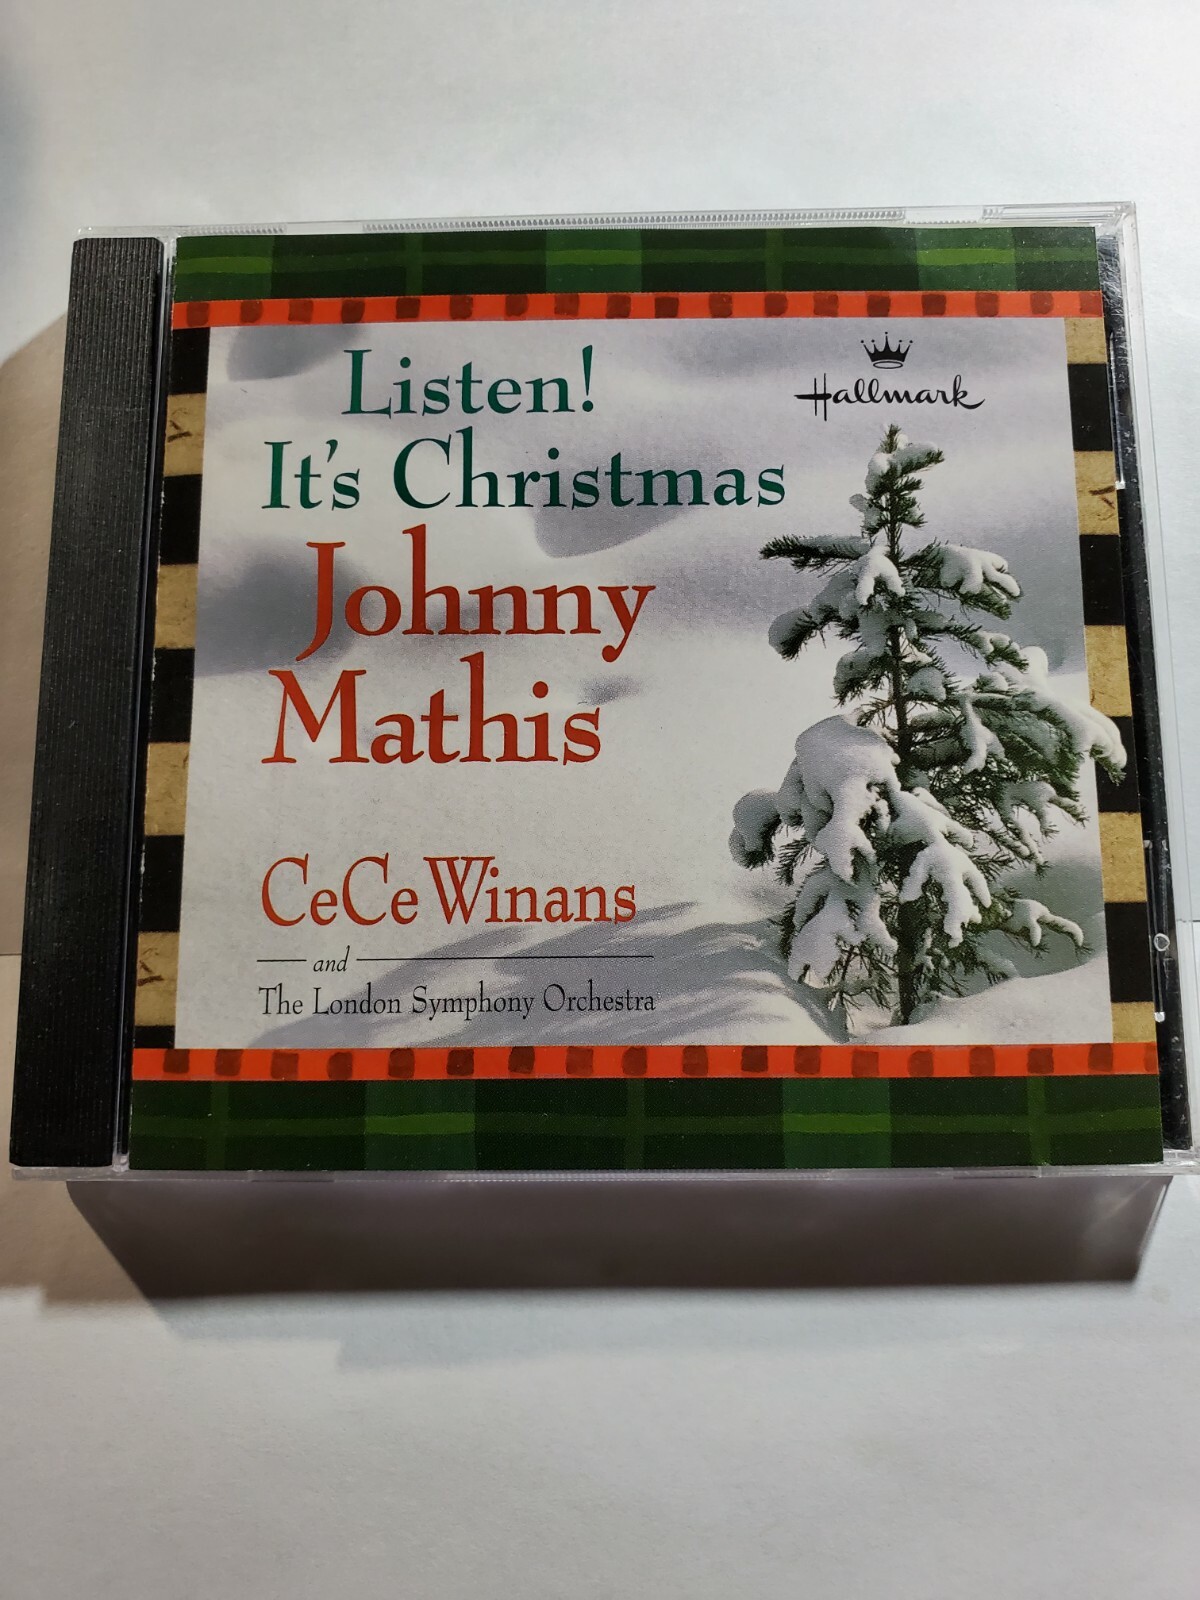 Listen!
It's Christmas
Hallmark
Johnny
Mathis
CeCe Winans
and
The London Symphony Orchestra